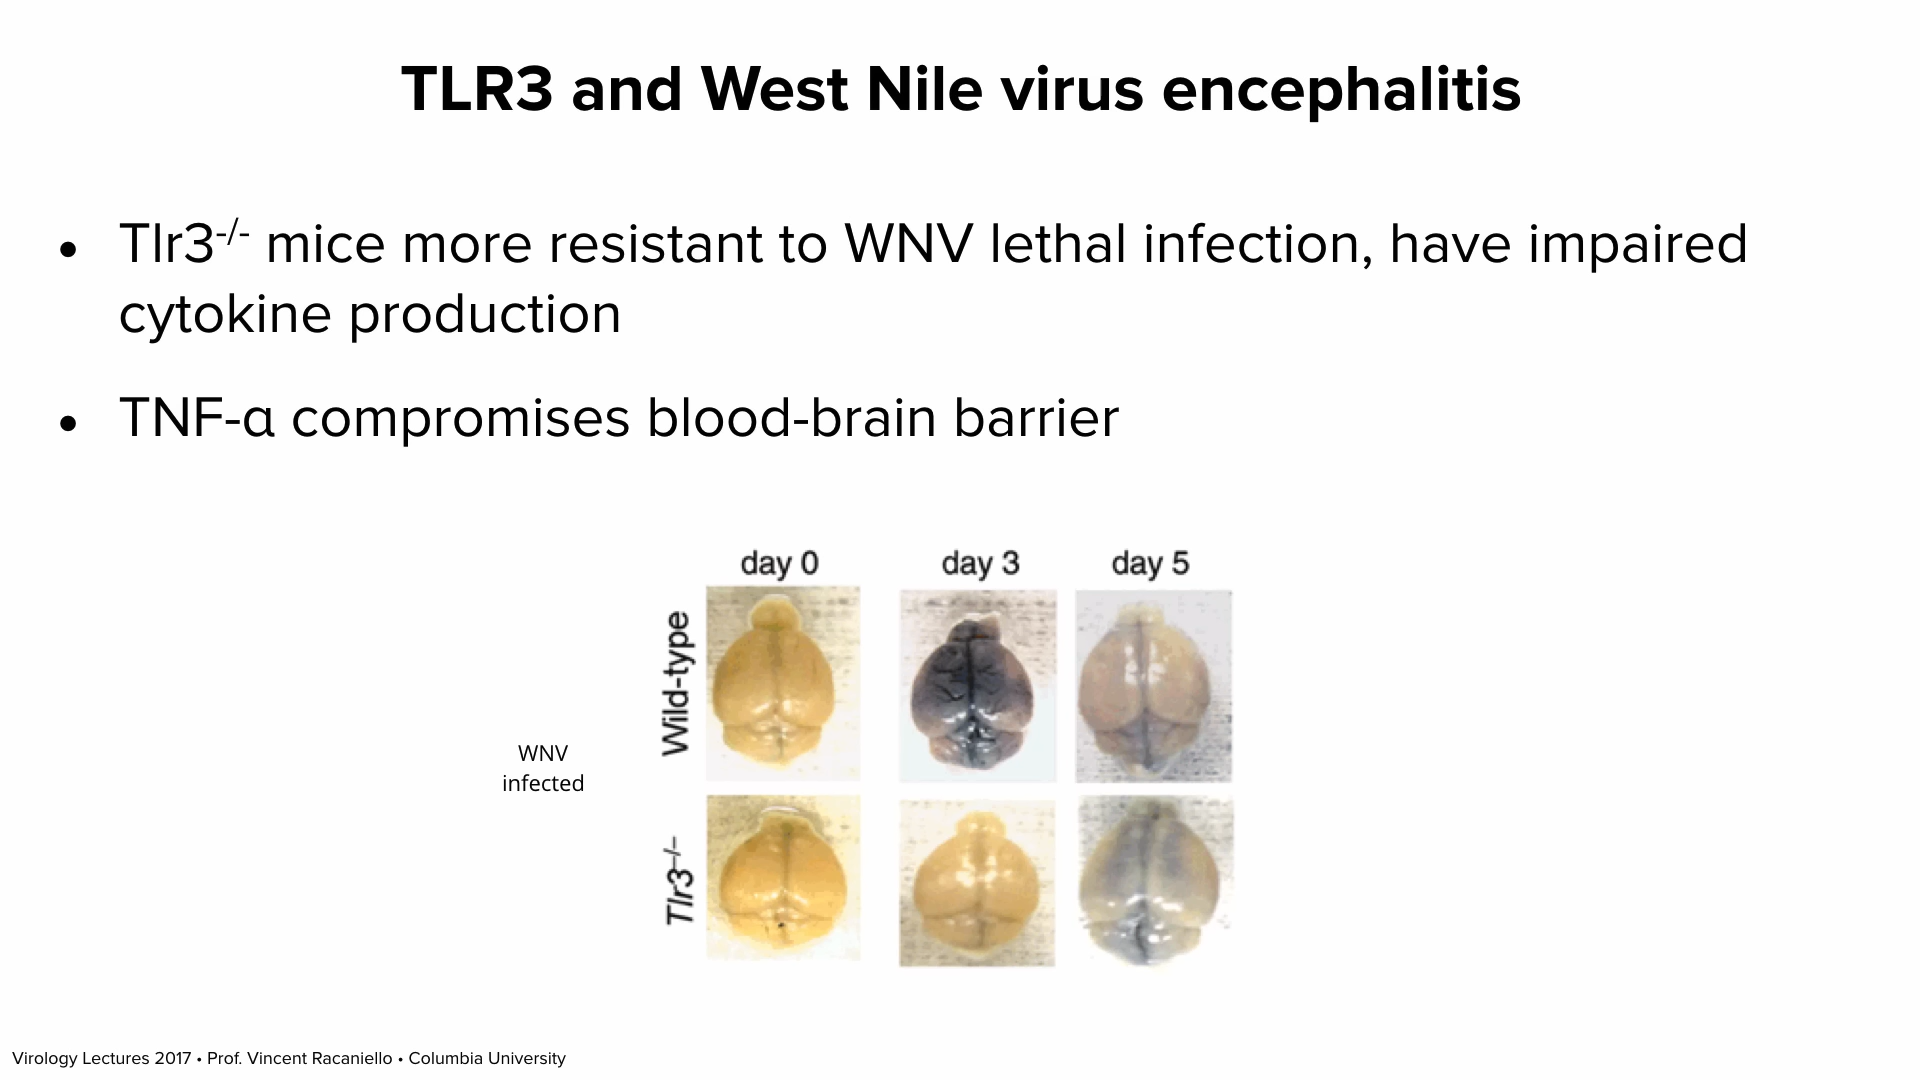 TLR3 and West Nile virus encephalitis
• Tlr3-/- mice more resistant to WNV lethal infection, have impaired
cytokine production
• TNF-α compromises blood-brain barrier
day 0 day 3 day 5
Wild-type
WNV
infected
Tlr3-/-
Virology Lectures 2017 • Prof. Vincent Racaniello • Columbia University